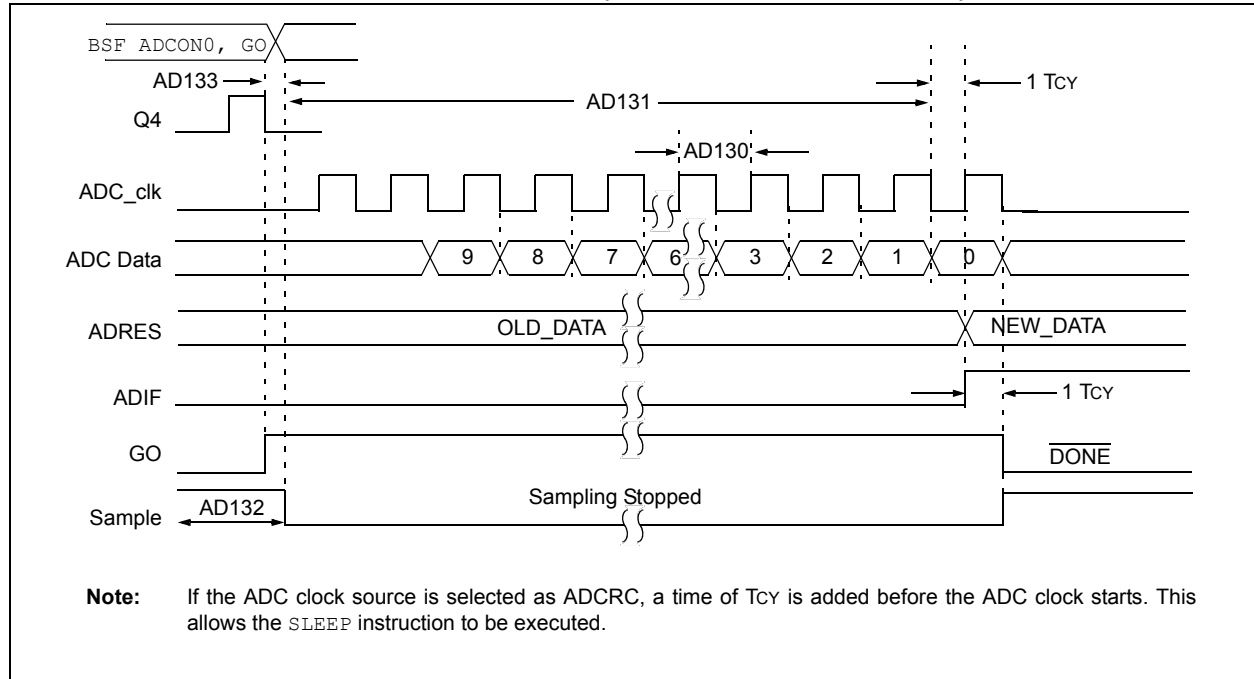 BSF ADCON0, GO
AD133
1 TCY
AD131
Q4
AD130
ADC_clk
ADC Data 9 8 7 6 3 2 1 0
ADRES OLD_DATA NEW_DATA
ADIF 1 TCY
GO DONE
Sample AD132 Sampling Stopped
Note: If the ADC clock source is selected as ADCRC, a time of TCY is added before the ADC clock starts. This
allows the SLEEP instruction to be executed.